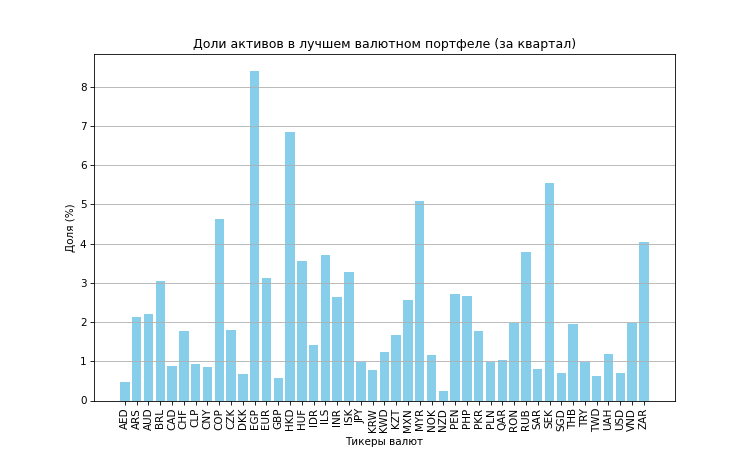 Доли активов в лучшем валютном портфеле (за квартал)
8
7
6
5
4
3
2
1
0
Доля (%)
AED ARS AUD BRL CAD CHF CLP CNY COP CZK DKK EGP EUR GBP HKD HUF IDR ILS INR ISK JPY KRW KWD KZT MXN MYR NOK NZD PEN PHP PKR PLN QAR RON RUB SAR SEK SGD THB TRY TWD UAH USD VND ZAR
Тикеры валют